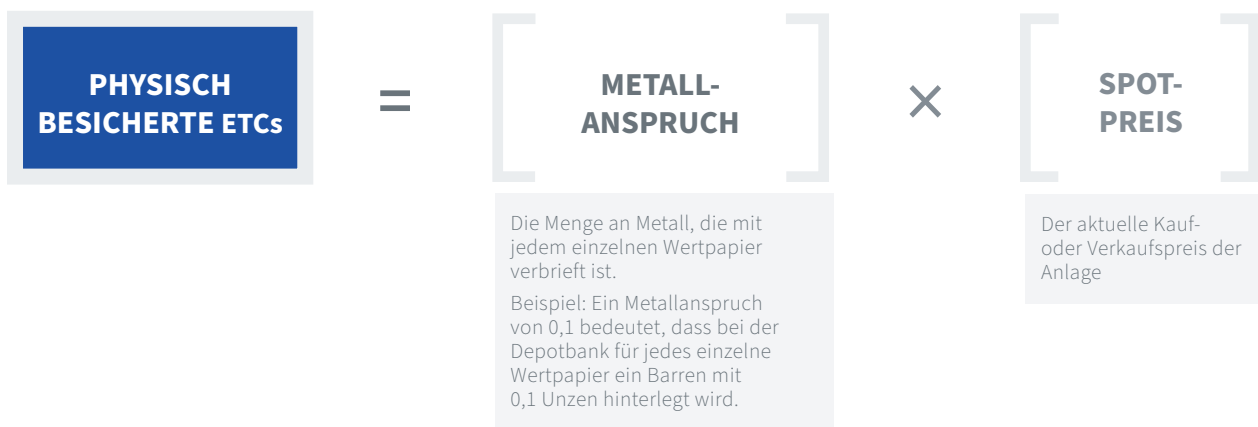 PHYSISCH
BESICHERTE ETCs
=
METALL-
ANSPRUCH
×
SPOT-
PREIS
Die Menge an Metall, die mit
jedem einzelnen Wertpapier
verbrieft ist.
Beispiel: Ein Metallanspruch
von 0,1 bedeutet, dass bei der
Depotbank für jedes einzelne
Wertpapier ein Barren mit
0,1 Unzen hinterlegt wird.
Der aktuelle Kauf-
oder Verkaufspreis der
Anlage